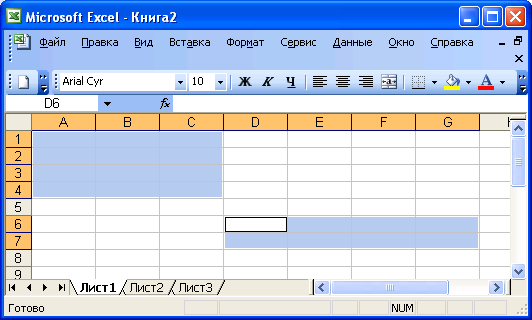 Microsoft Excel - Книга2
Файл Правка Вид Вставка Формат Сервис Данные Окно Справка
Arial Cyr 10 Ж К Ч
D6 fx
A B C D E F G H
1
2
3
4
5
6
7
8
9
Лист1 Лист2 Лист3
Готово NUM